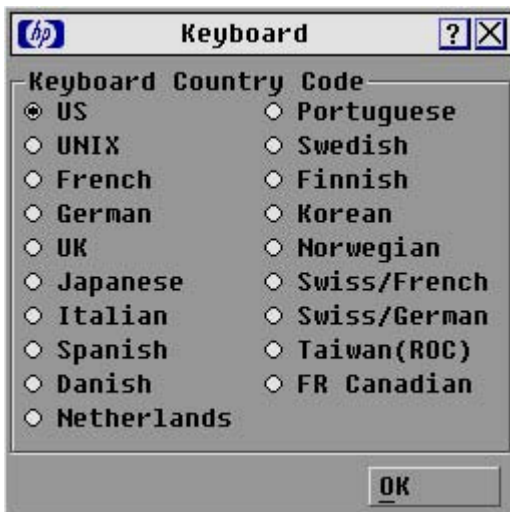 hp Keyboard ? X
Keyboard Country Code
US
UNIX
French
German
UK
Japanese
Italian
Spanish
Danish
Netherlands
Portuguese
Swedish
Finnish
Korean
Norwegian
Swiss/French
Swiss/German
Taiwan(ROC)
FR Canadian
OK